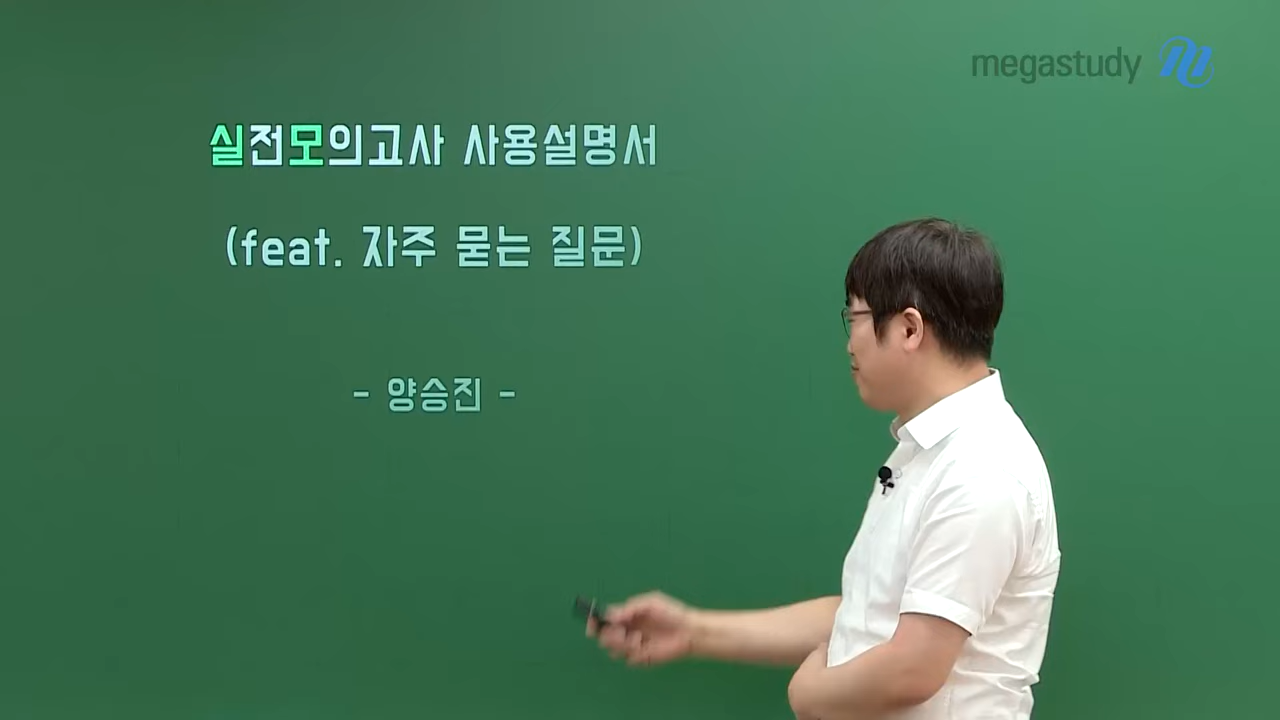 megastudy
실전모의고사 사용설명서
(feat. 자주 묻는 질문)
- 양승진 -